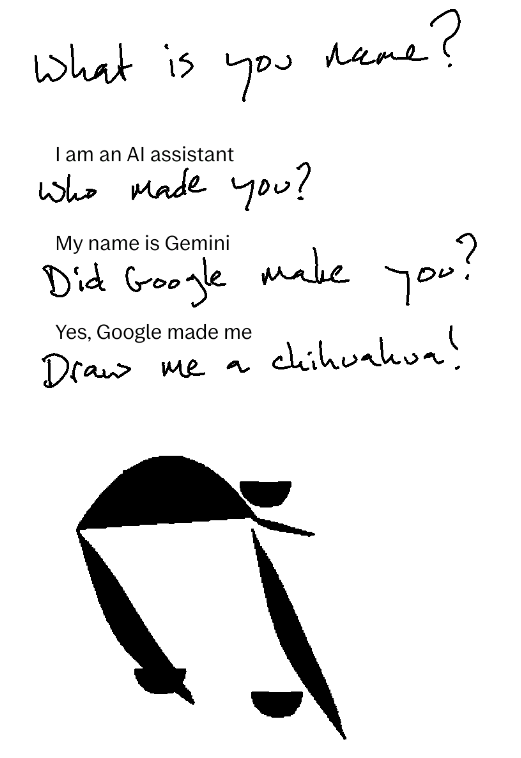 What is you name?
I am an AI assistant
Who made you?
My name is Gemini
Did Google make you?
Yes, Google made me
Draw me a chihuahua!